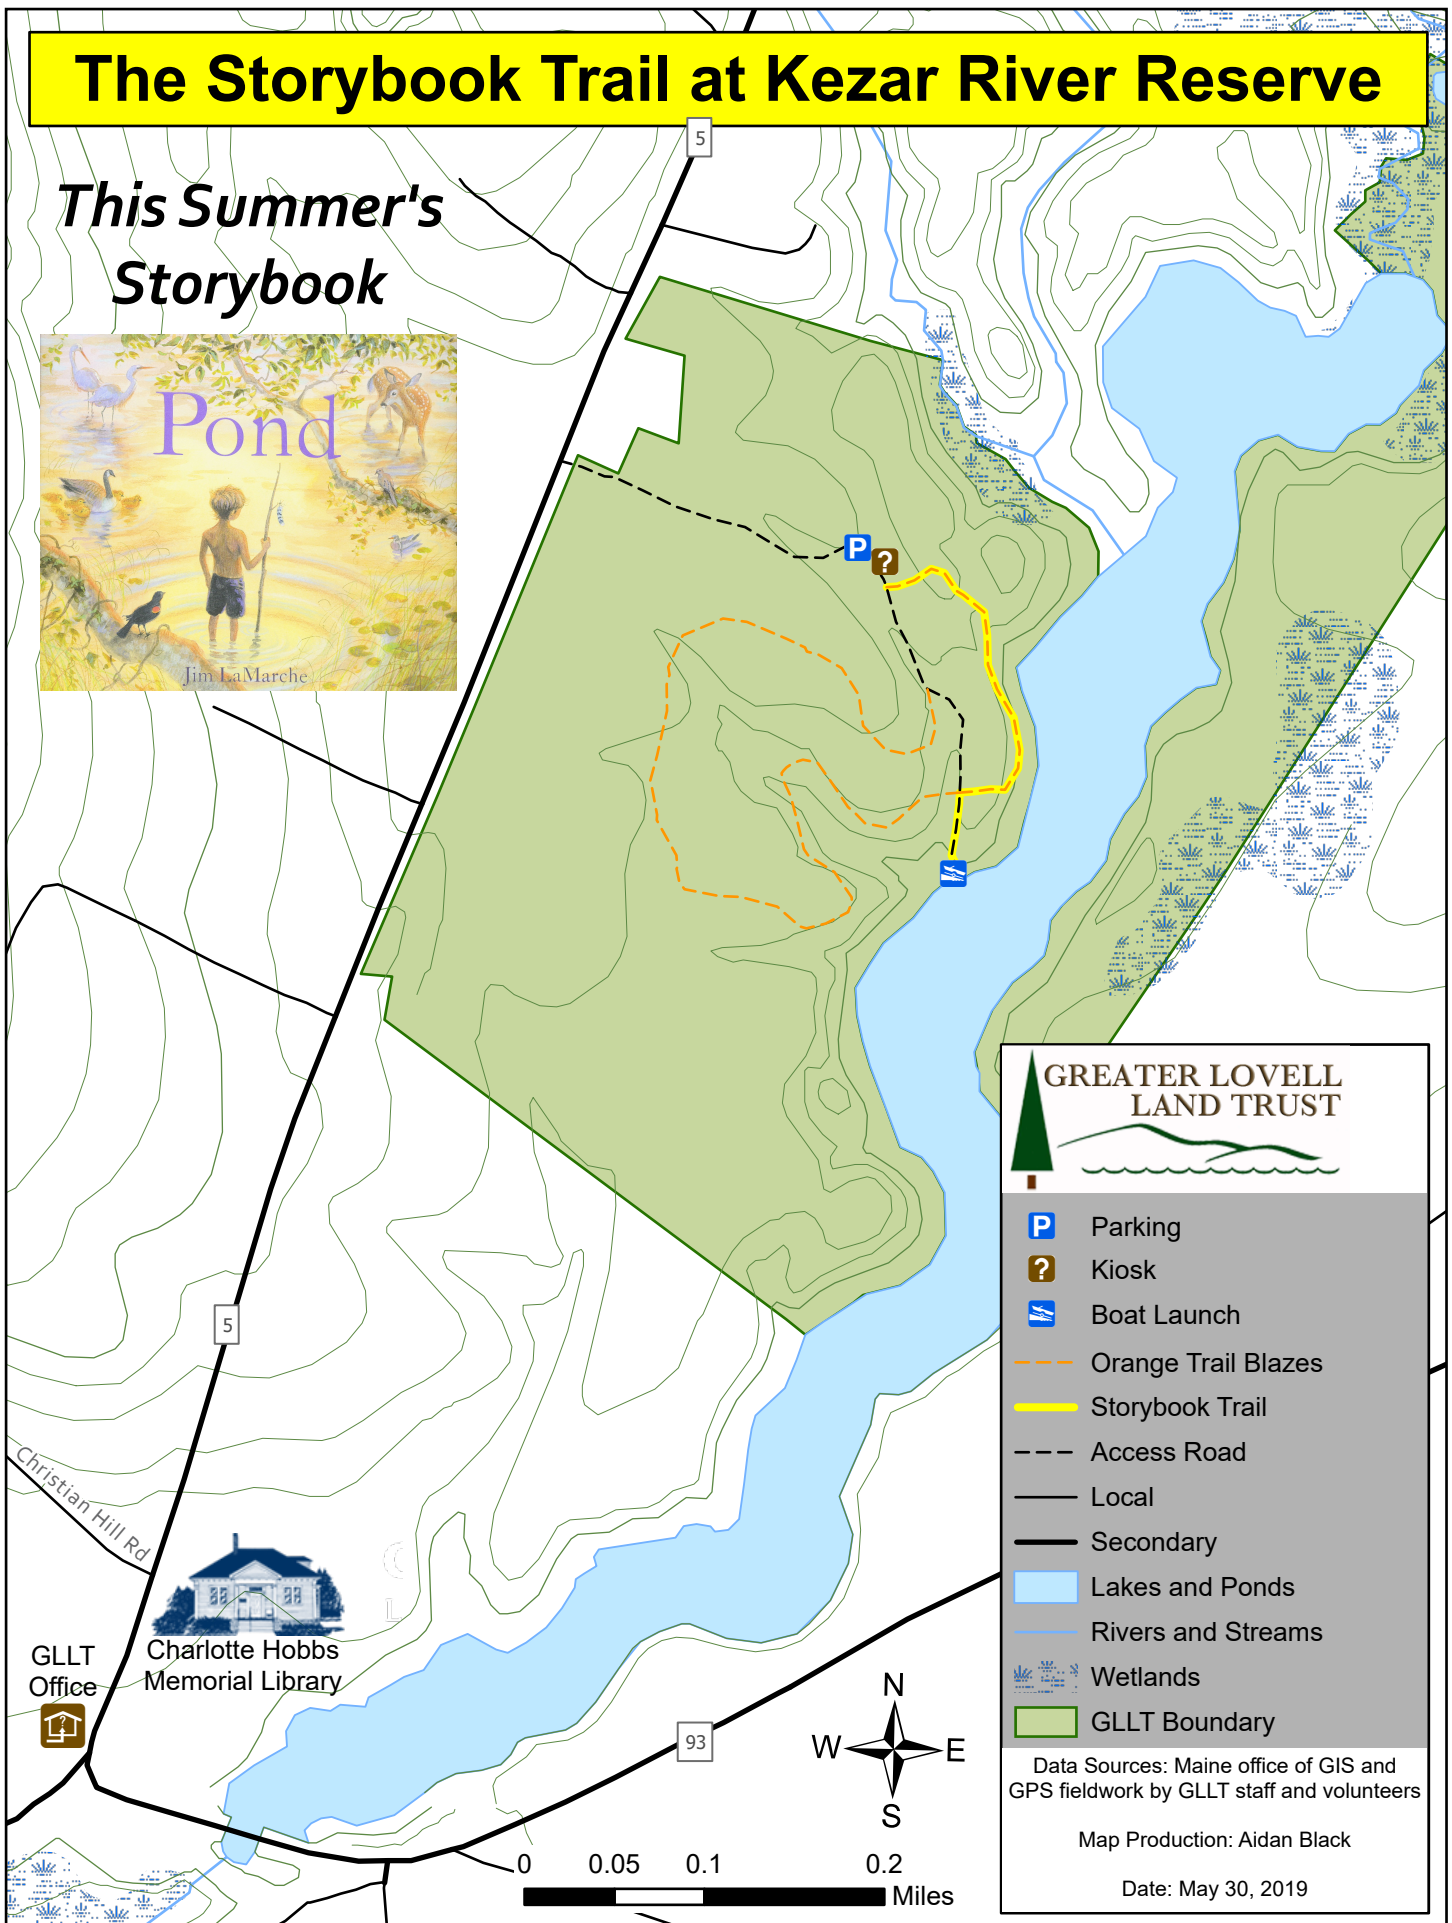 The Storybook Trail at Kezar River Reserve
5
This Summer's
Storybook
Pond
Jim LaMarche
5
Christian Hill Rd
GLLT
Office
Charlotte Hobbs
Memorial Library
93
N
W
E
S
0 0.05 0.1 0.2
Miles
GREATER LOVELL
LAND TRUST
P Parking
? Kiosk
Boat Launch
Orange Trail Blazes
Storybook Trail
Access Road
Local
Secondary
Lakes and Ponds
Rivers and Streams
Wetlands
GLLT Boundary
Data Sources: Maine office of GIS and
GPS fieldwork by GLLT staff and volunteers
Map Production: Aidan Black
Date: May 30, 2019
P
?